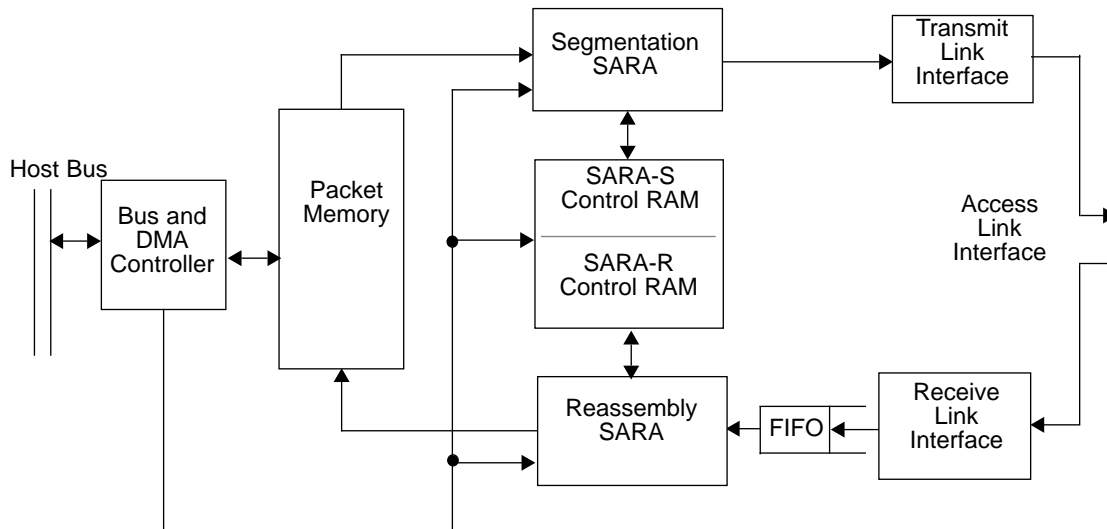 Segmentation
SARA
Transmit
Link
Interface
Host Bus
Bus and
DMA
Controller
Packet
Memory
SARA-S
Control RAM
SARA-R
Control RAM
Access
Link
Interface
Reassembly
SARA
FIFO
Receive
Link
Interface